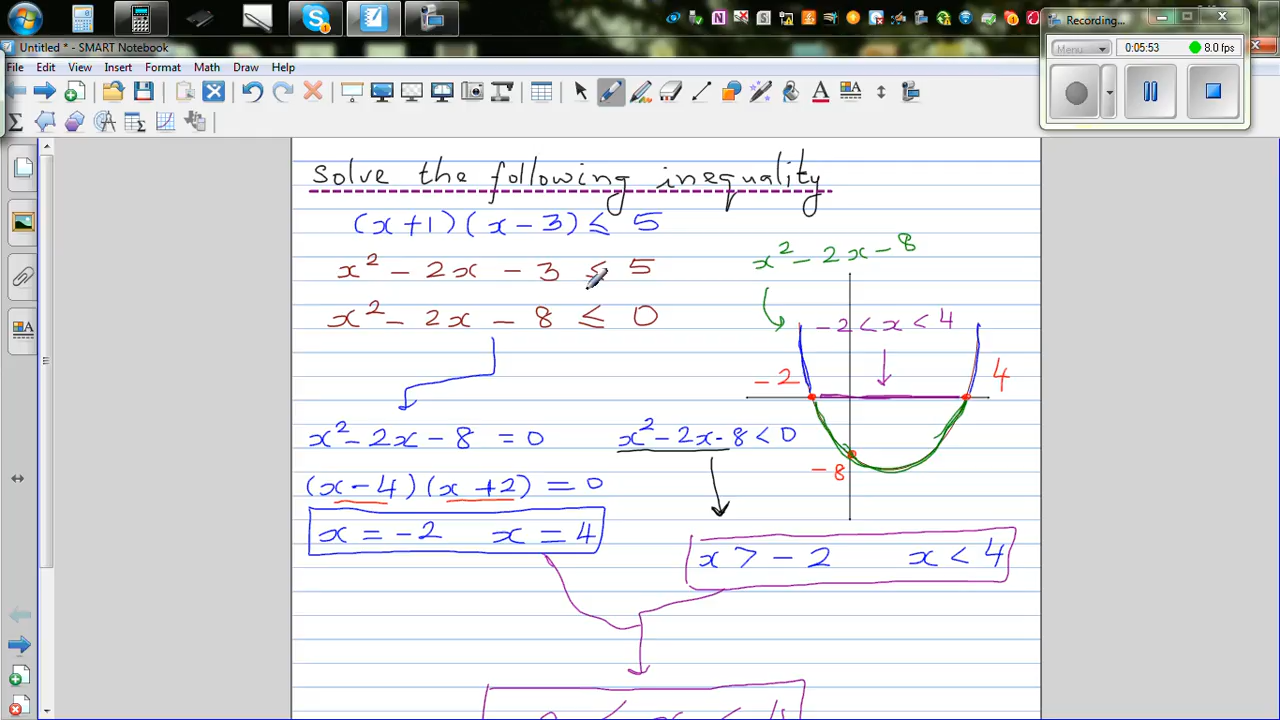 Recording...
Untitled * - SMART Notebook
Menu
0:05:53
8.0 fps
File Edit View Insert Format Math Draw Help
Solve the following inequality
(x+1)(x-3) ≤ 5
x² - 2x - 3 ≤ 5
x² - 2x - 8
x² - 2x - 8 ≤ 0
-2 < x < 4
-2
4
x² - 2x - 8 = 0
x² - 2x - 8 < 0
-8
(x-4)(x+2) = 0
x = -2 x = 4
x > -2 x < 4